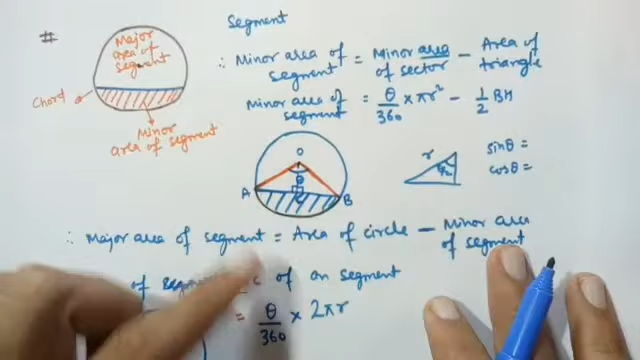 #
Major
area of
segment
Chord
Minor
area of segment
Segment
∴ Minor area of segment = Minor area of sector − Area of triangle
Minor area of segment = θ/360 × πr² − 1/2 BH
O
θ
A
B
r
sinθ =
cosθ =
∴ Major area of segment = Area of circle − Minor area of segment
of an segment
= θ/360 × 2πr